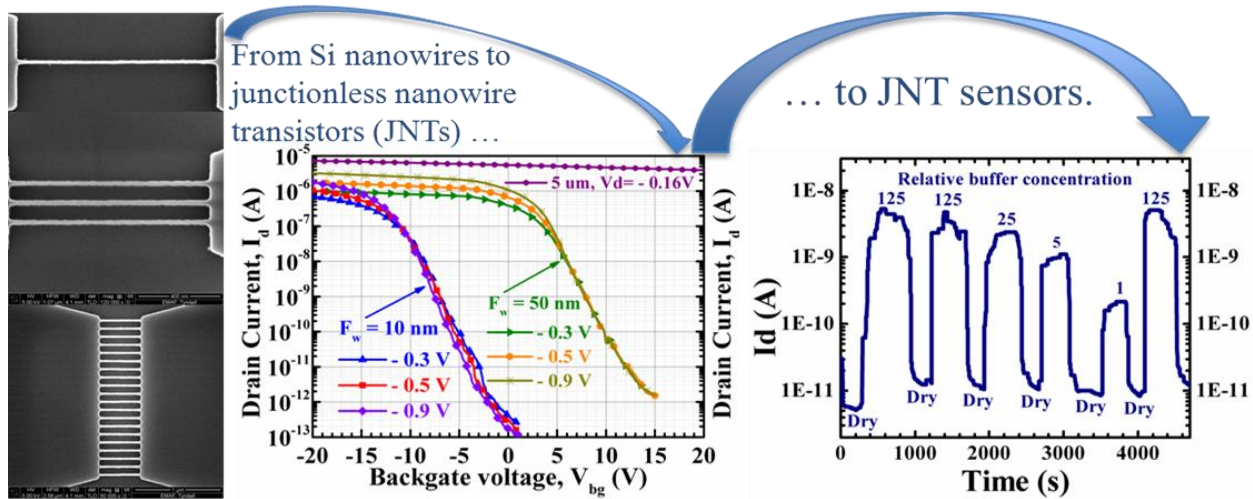 From Si nanowires to
junctionless nanowire
transistors (JNTs) …
… to JNT sensors.
Drain Current, I_d (A)
10^-5
10^-6
10^-7
10^-8
10^-9
10^-10
10^-11
10^-12
10^-13
5 um, Vd= - 0.16V
F_w = 10 nm
- 0.3 V
- 0.5 V
- 0.9 V
F_w = 50 nm
- 0.3 V
- 0.5 V
- 0.9 V
-20 -15 -10 -5 0 5 10 15 20
Backgate voltage, V_bg (V)
Drain Current, I_d (A)
Id (A)
1E-8
1E-9
1E-10
1E-11
Relative buffer concentration
125 125 25 5 1 125
Dry Dry Dry Dry Dry Dry
1E-8
1E-9
1E-10
1E-11
0 1000 2000 3000 4000
Time (s)